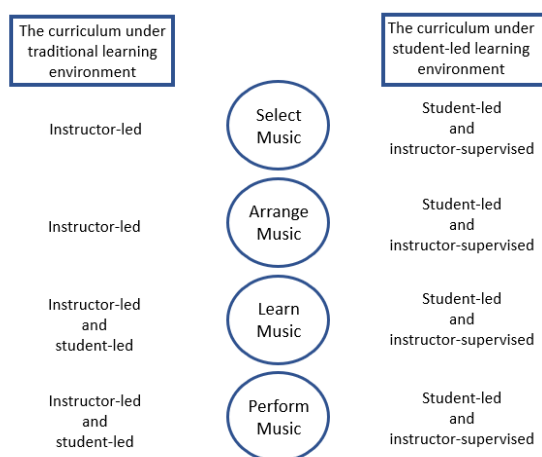 The curriculum under
traditional learning
environment
The curriculum under
student-led learning
environment
Instructor-led
Select
Music
Student-led
and
instructor-supervised
Instructor-led
Arrange
Music
Student-led
and
instructor-supervised
Instructor-led
and
student-led
Learn
Music
Student-led
and
instructor-supervised
Instructor-led
and
student-led
Perform
Music
Student-led
and
instructor-supervised